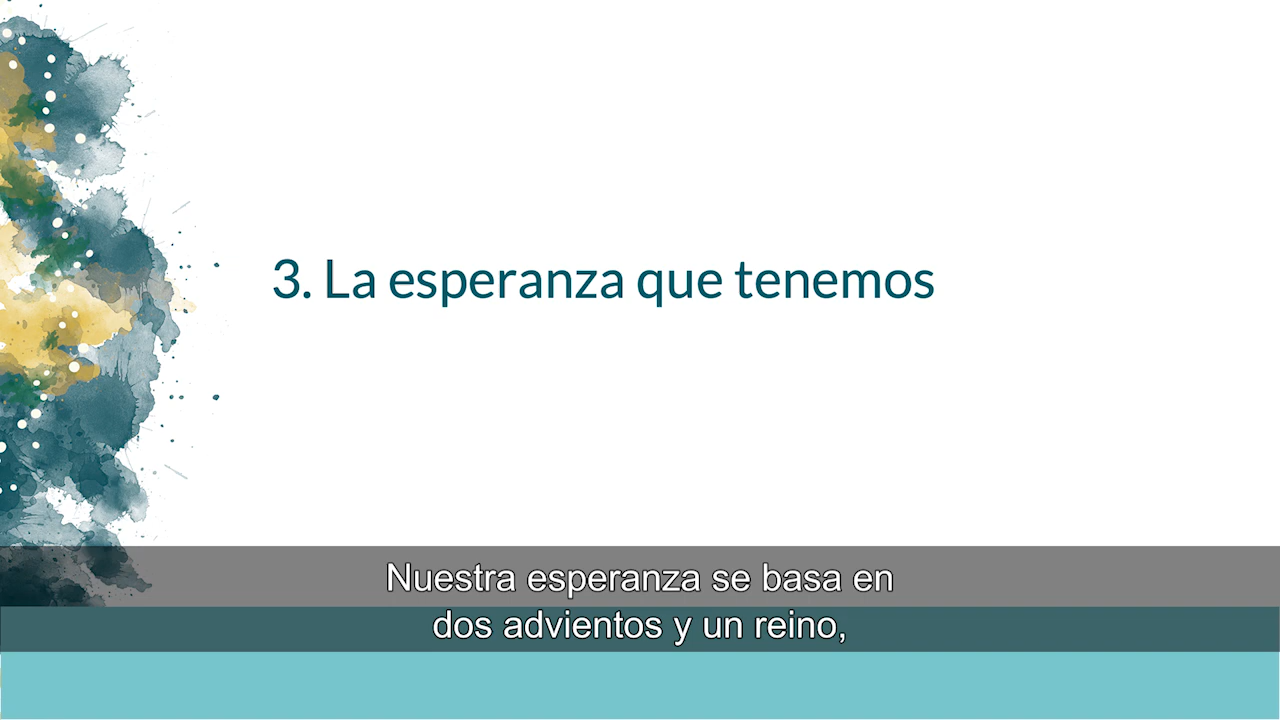 3. La esperanza que tenemos
Nuestra esperanza se basa en
dos advientos y un reino,